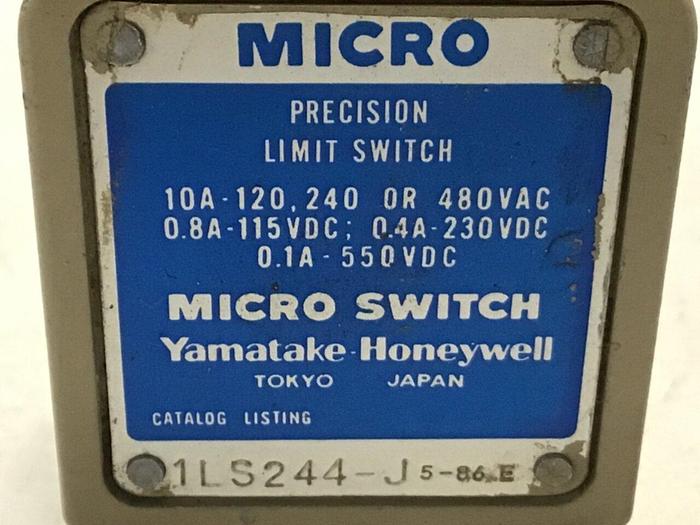 MICRO
PRECISION
LIMIT SWITCH
10A-120, 240 OR 480VAC
0.8A-115VDC; 0.4A-230VDC
0.1A-550VDC
MICRO SWITCH
Yamatake-Honeywell
TOKYO JAPAN
CATALOG LISTING
1LS244-J 5-86 E